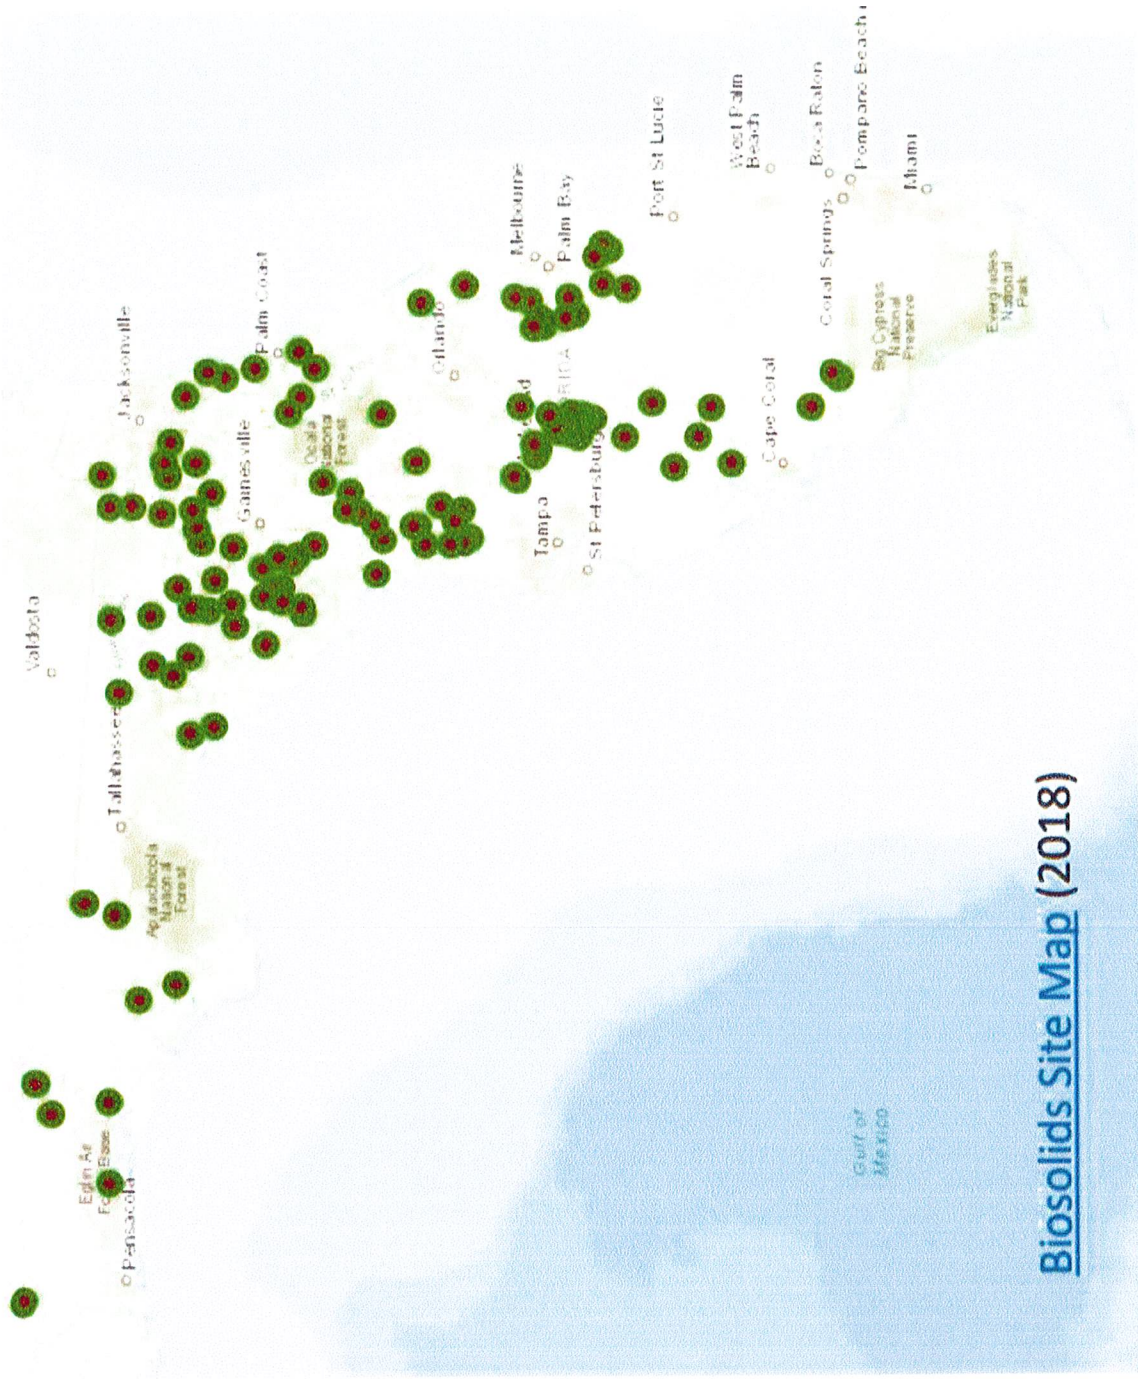 Valdosta
Jacksonville
Tallahassee
Pensacola
Eglin Air
Base
Apalachicola
National
Forest
Gainesville
Palm Coast
Ocala
National
Forest
Orlando
Melbourne
Palm Bay
Tampa
St Petersburg
Port St Lucie
West Palm
Beach
Cape Coral
Boca Raton
Pompano Beach
Coral Springs
Big Cypress
National
Preserve
Miami
Everglades
National
Park
Gulf of
Mexico
Biosolids Site Map (2018)